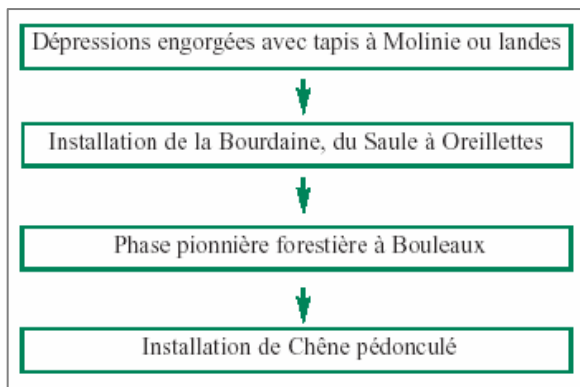 Dépressions engorgées avec tapis à Molinie ou landes
Installation de la Bourdaine, du Saule à Oreillettes
Phase pionnière forestière à Bouleaux
Installation de Chêne pédonculé